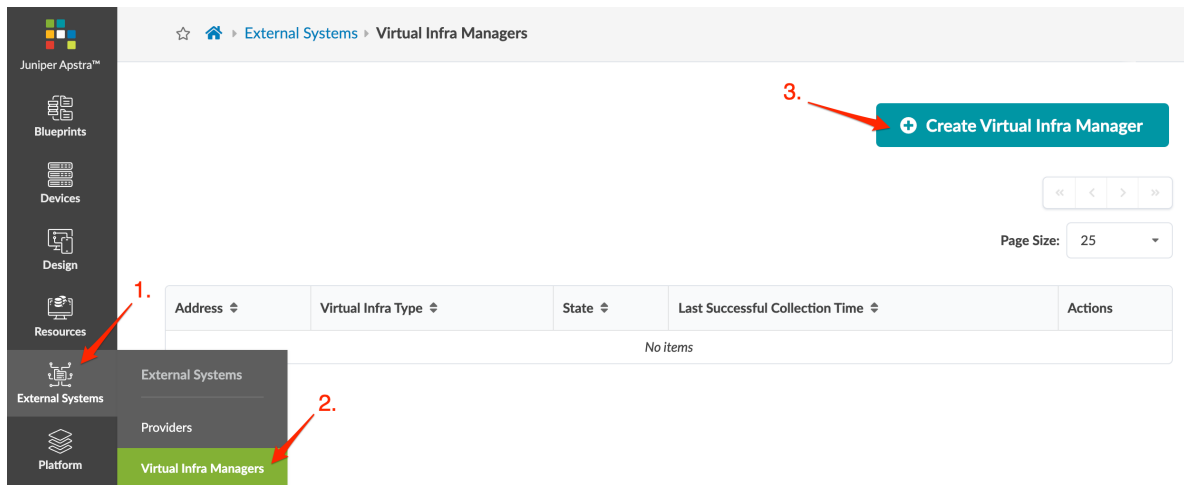 Juniper Apstra™
Blueprints
Devices
Design
Resources
External Systems
Platform
External Systems
Providers
Virtual Infra Managers
External Systems Virtual Infra Managers
3.
Create Virtual Infra Manager
Page Size: 25
1.
Address Virtual Infra Type State Last Successful Collection Time Actions
No items
2.